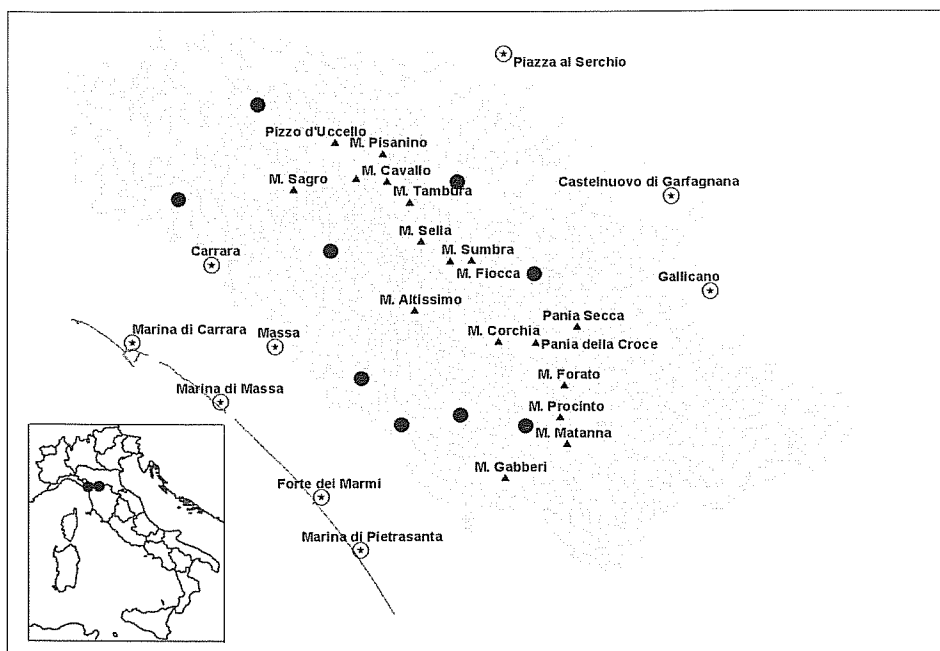 Piazza al Serchio
Pizzo d'Uccello
M. Pisanino
M. Cavallo
M. Sagro
M. Tambura
Castelnuovo di Garfagnana
M. Sella
Carrara
M. Sumbra
M. Fiocca
Gallicano
M. Altissimo
Pania Secca
Marina di Carrara
Massa
M. Corchia
Pania della Croce
M. Forato
Marina di Massa
M. Procinto
M. Matanna
M. Gabberi
Forte dei Marmi
Marina di Pietrasanta